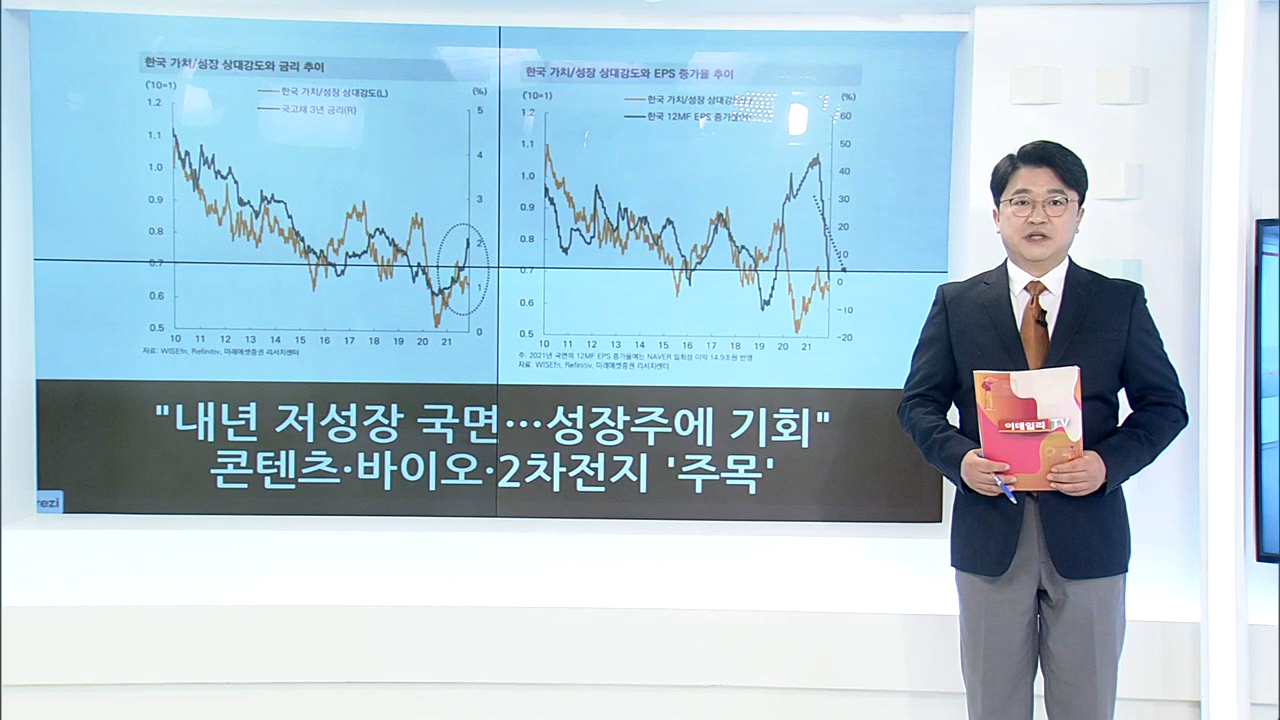 한국 가치/성장 상대강도와 금리 추이
('10=1)
(%)
한국 가치/성장 상대강도(L)
국고채 3년 금리(R)
1.2
1.1
1.0
0.9
0.8
0.7
0.6
0.5
5
4
3
2
1
0
10 11 12 13 14 15 16 17 18 19 20 21
자료: WISEfn, Refinitiv, 미래에셋증권 리서치센터
한국 가치/성장 상대강도와 EPS 증가율 추이
('10=1)
(%)
한국 가치/성장 상대강도
한국 12MF EPS 증가율
1.2
1.1
1.0
0.9
0.8
0.7
0.6
0.5
60
50
40
30
20
10
0
-10
-20
10 11 12 13 14 15 16 17 18 19 20 21
주: 2021년 국면의 12MF EPS 증가율에는 NAVER 일회성 이익 14.9조원 반영
자료: WISEfn, Refinitiv, 미래에셋증권 리서치센터
"내년 저성장 국면…성장주에 기회"
콘텐츠·바이오·2차전지 '주목'
rezi
이데일리 TV